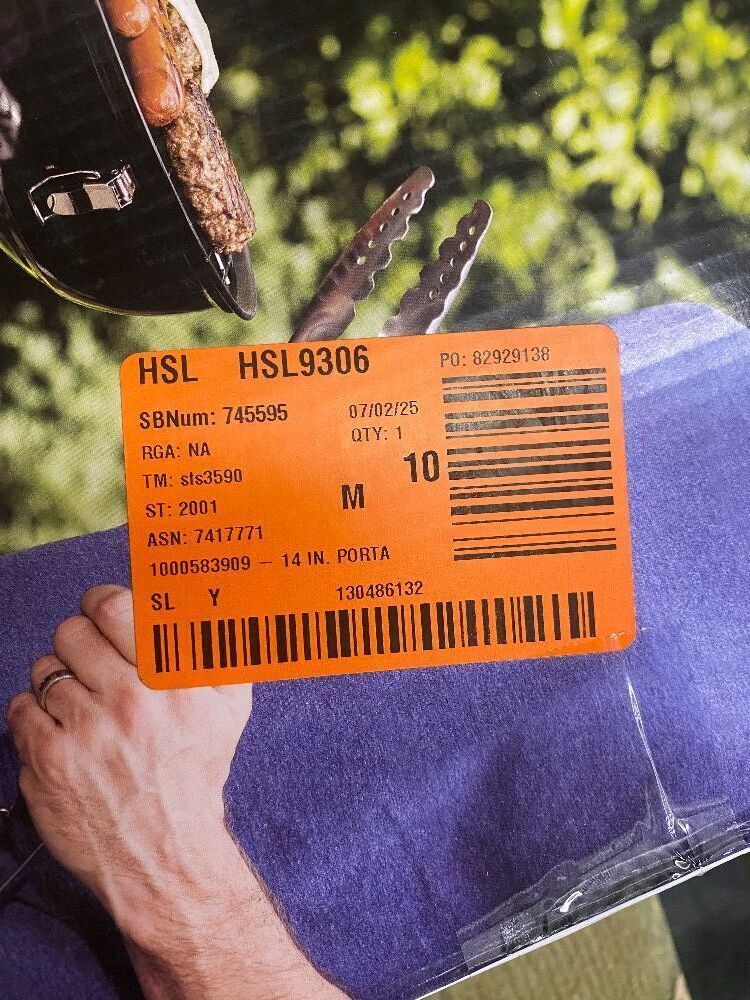 HSL HSL9306 PO: 82929138
SBNum: 745595 07/02/25
RGA: NA QTY: 1
TM: sts3590 10
ST: 2001 M
ASN: 7417771
1000583909 – 14 IN. PORTA
SL Y 130486132